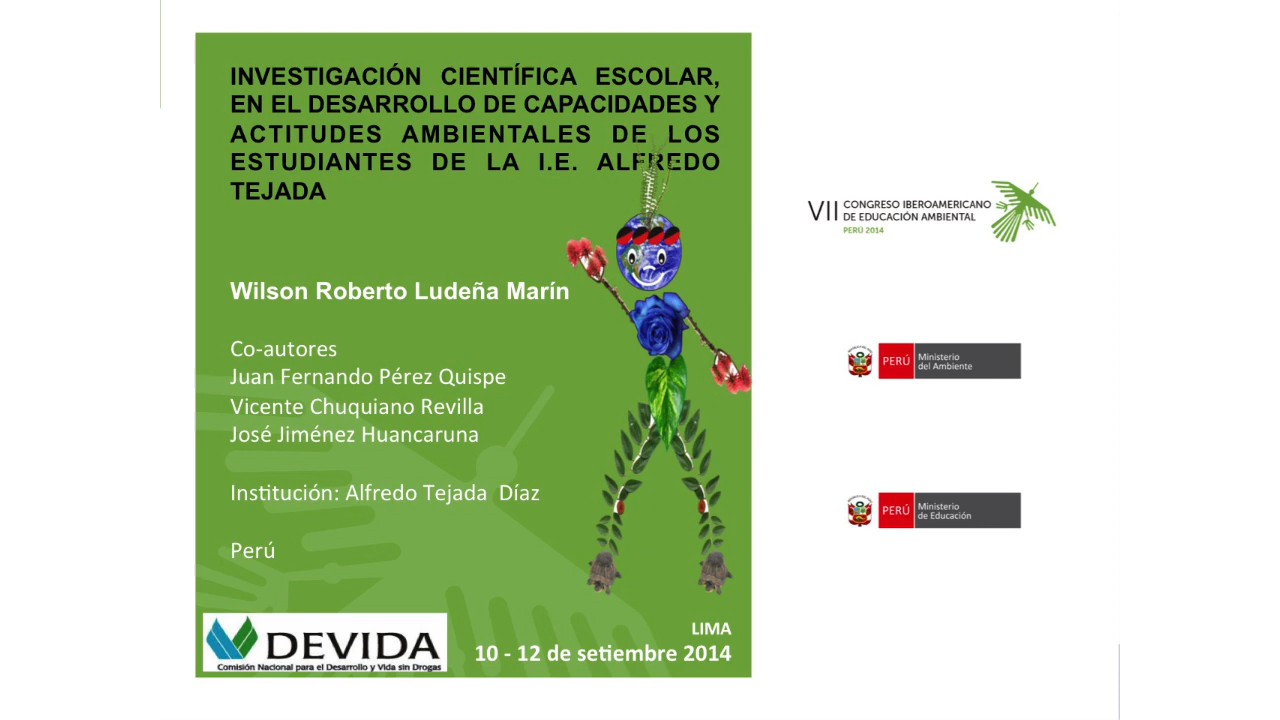 INVESTIGACIÓN CIENTÍFICA ESCOLAR,
EN EL DESARROLLO DE CAPACIDADES Y
ACTITUDES AMBIENTALES DE LOS
ESTUDIANTES DE LA I.E. ALFREDO
TEJADA
Wilson Roberto Ludeña Marín
Co-autores
Juan Fernando Pérez Quispe
Vicente Chuquiano Revilla
José Jiménez Huancaruna
Institución: Alfredo Tejada Díaz
Perú
DEVIDA
Comisión Nacional para el Desarrollo y Vida sin Drogas
LIMA
10 - 12 de setiembre 2014
VII CONGRESO IBEROAMERICANO
DE EDUCACIÓN AMBIENTAL
PERÚ 2014
PERÚ Ministerio
del Ambiente
PERÚ Ministerio
de Educación